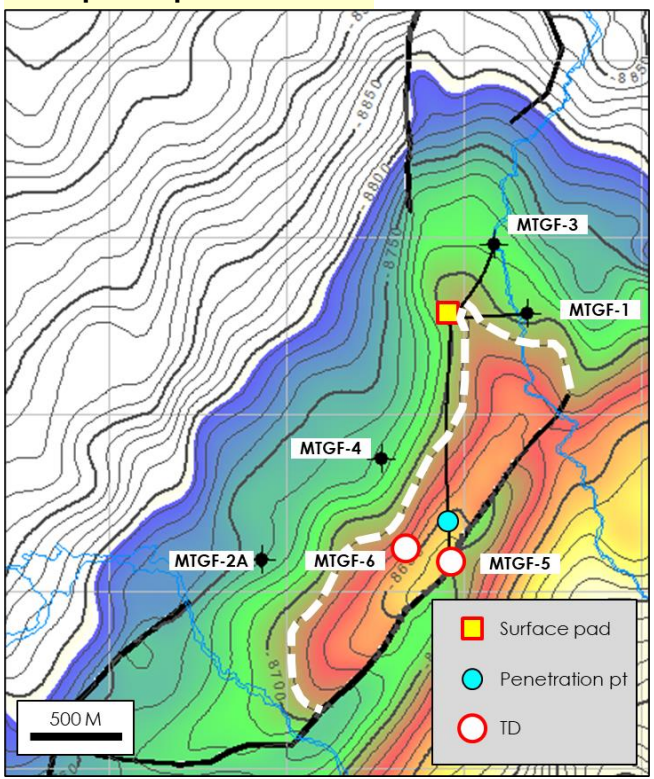 -8850
-8850
-8800
-8750
MTGF-3
MTGF-1
MTGF-4
MTGF-2A
MTGF-6
MTGF-5
-8700
Surface pad
Penetration pt
TD
500 M